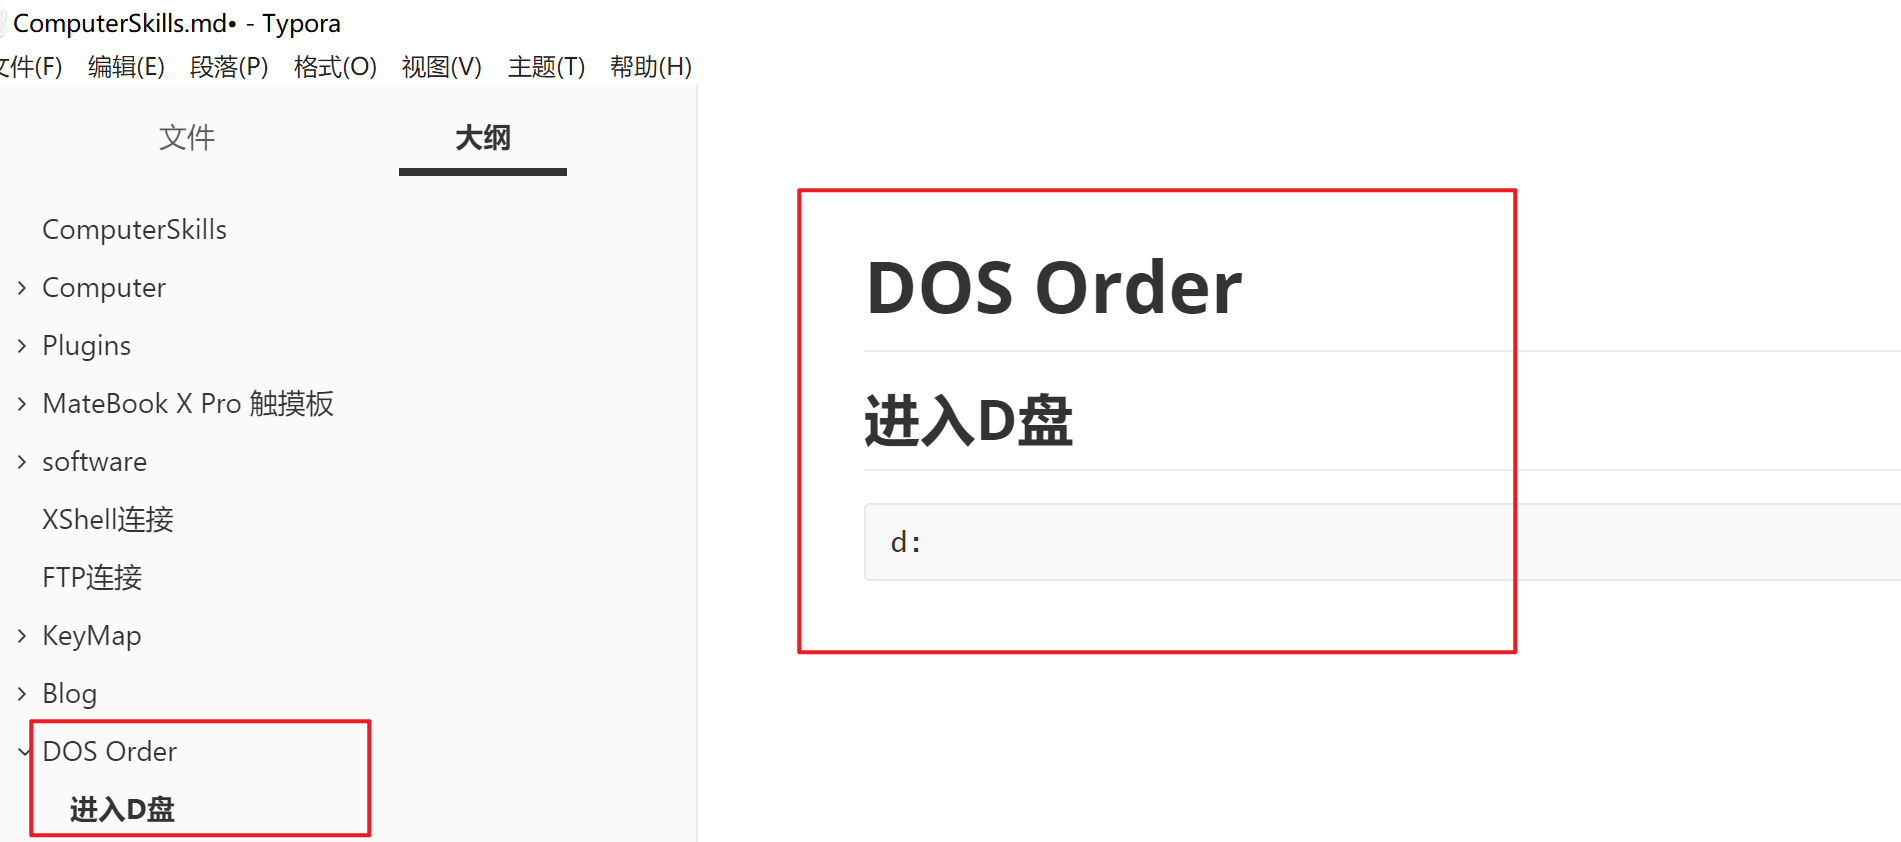 ComputerSkills.md• - Typora
文件(F) 编辑(E) 段落(P) 格式(O) 视图(V) 主题(T) 帮助(H)
文件 大纲
ComputerSkills
Computer
Plugins
MateBook X Pro 触摸板
software
XShell连接
FTP连接
KeyMap
Blog
DOS Order
进入D盘
DOS Order
进入D盘
d: